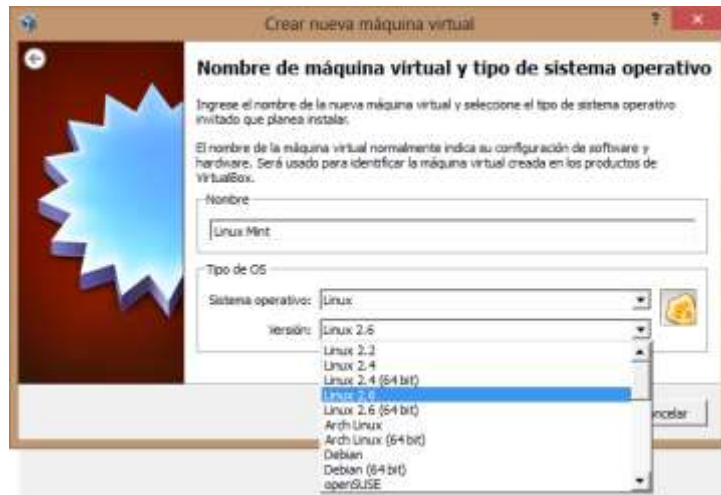 Crear nueva máquina virtual
?
×
Nombre de máquina virtual y tipo de sistema operativo
Ingrese el nombre de la nueva máquina virtual y seleccione el tipo de sistema operativo
invitado que planea instalar.
El nombre de la máquina virtual normalmente indica su configuración de software y
hardware. Será usado para identificar la máquina virtual creada en los productos de
VirtualBox.
Nombre
Linux Mint
Tipo de OS
Sistema operativo: Linux
Versión: Linux 2.6
Linux 2.2
Linux 2.4
Linux 2.4 (64 bit)
Linux 2.6
Linux 2.6 (64 bit)
ncelar
Arch Linux
Arch Linux (64 bit)
Debian
Debian (64 bit)
openSUSE